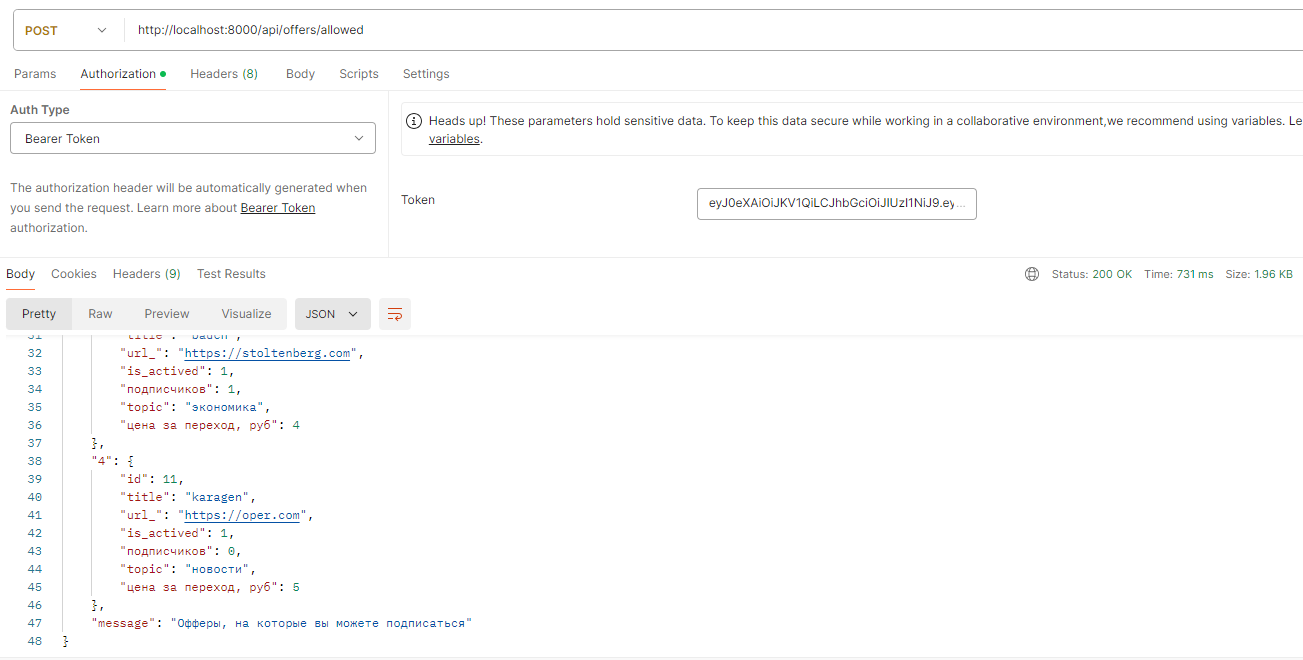 POST http://localhost:8000/api/offers/allowed
Params Authorization Headers (8) Body Scripts Settings
Auth Type
Bearer Token
The authorization header will be automatically generated when
you send the request. Learn more about Bearer Token
authorization.
Heads up! These parameters hold sensitive data. To keep this data secure while working in a collaborative environment,we recommend using variables. Le
variables.
Token eyJ0eXAiOiJKV1QiLCJhbGciOiJIUzI1NiJ9.ey...
Body Cookies Headers (9) Test Results Status: 200 OK Time: 731 ms Size: 1.96 KB
Pretty Raw Preview Visualize JSON
31 "title": "bauch",
32 "url_": "https://stoltenberg.com",
33 "is_actived": 1,
34 "подписчиков": 1,
35 "topic": "экономика",
36 "цена за переход, руб": 4
37 },
38 "4": {
39 "id": 11,
40 "title": "karagen",
41 "url_": "https://oper.com",
42 "is_actived": 1,
43 "подписчиков": 0,
44 "topic": "новости",
45 "цена за переход, руб": 5
46 },
47 "message": "Офферы, на которые вы можете подписаться"
48 }